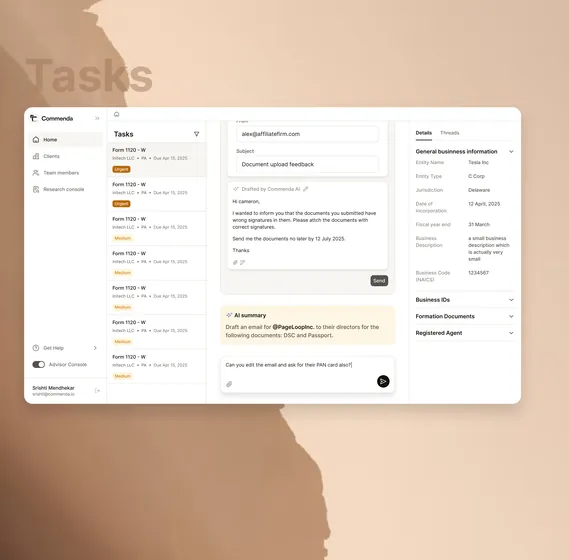 Tasks
Commenda
Home
Clients
Team members
Research console
Get Help
Advisor Console
Srishti Mendhekar
srishti@commenda.io
Tasks
Form 1120 - W
Initech LLC • PA • Due Apr 15, 2025
Urgent
Form 1120 - W
Initech LLC • PA • Due Apr 15, 2025
Urgent
Form 1120 - W
Initech LLC • PA • Due Apr 15, 2025
Medium
Form 1120 - W
Initech LLC • PA • Due Apr 15, 2025
Medium
Form 1120 - W
Initech LLC • PA • Due Apr 15, 2025
Medium
Form 1120 - W
Initech LLC • PA • Due Apr 15, 2025
Medium
Form 1120 - W
Initech LLC • PA • Due Apr 15, 2025
Medium
alex@affiliatefirm.com
Subject
Document upload feedback
Drafted by Commenda AI
Hi cameron,
I wanted to inform you that the documents you submitted have
wrong signatures in them. Please attch the documents with
correct signatures.
Send me the documents no later by 12 July 2025.
Thanks
Send
AI summary
Draft an email for @PageLoopInc. to their directors for the
following documents: DSC and Passport.
Can you edit the email and ask for their PAN card also?
Details Threads
General businness information
Entity Name Tesla Inc
Entity Type C Corp
Jurisdiction Delaware
Date of 12 April, 2025
incorporation
Fiscal year end 31 March
Business a small business
Description description which
is actually very
small
Business Code 1234567
(NAICS)
Business IDs
Formation Documents
Registered Agent